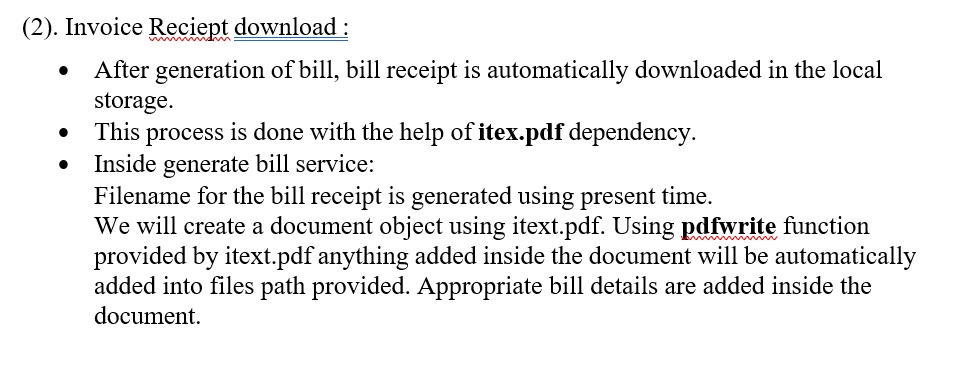 (2). Invoice Reciept download :
• After generation of bill, bill receipt is automatically downloaded in the local
storage.
• This process is done with the help of itex.pdf dependency.
• Inside generate bill service:
Filename for the bill receipt is generated using present time.
We will create a document object using itext.pdf. Using pdfwrite function
provided by itext.pdf anything added inside the document will be automatically
added into files path provided. Appropriate bill details are added inside the
document.